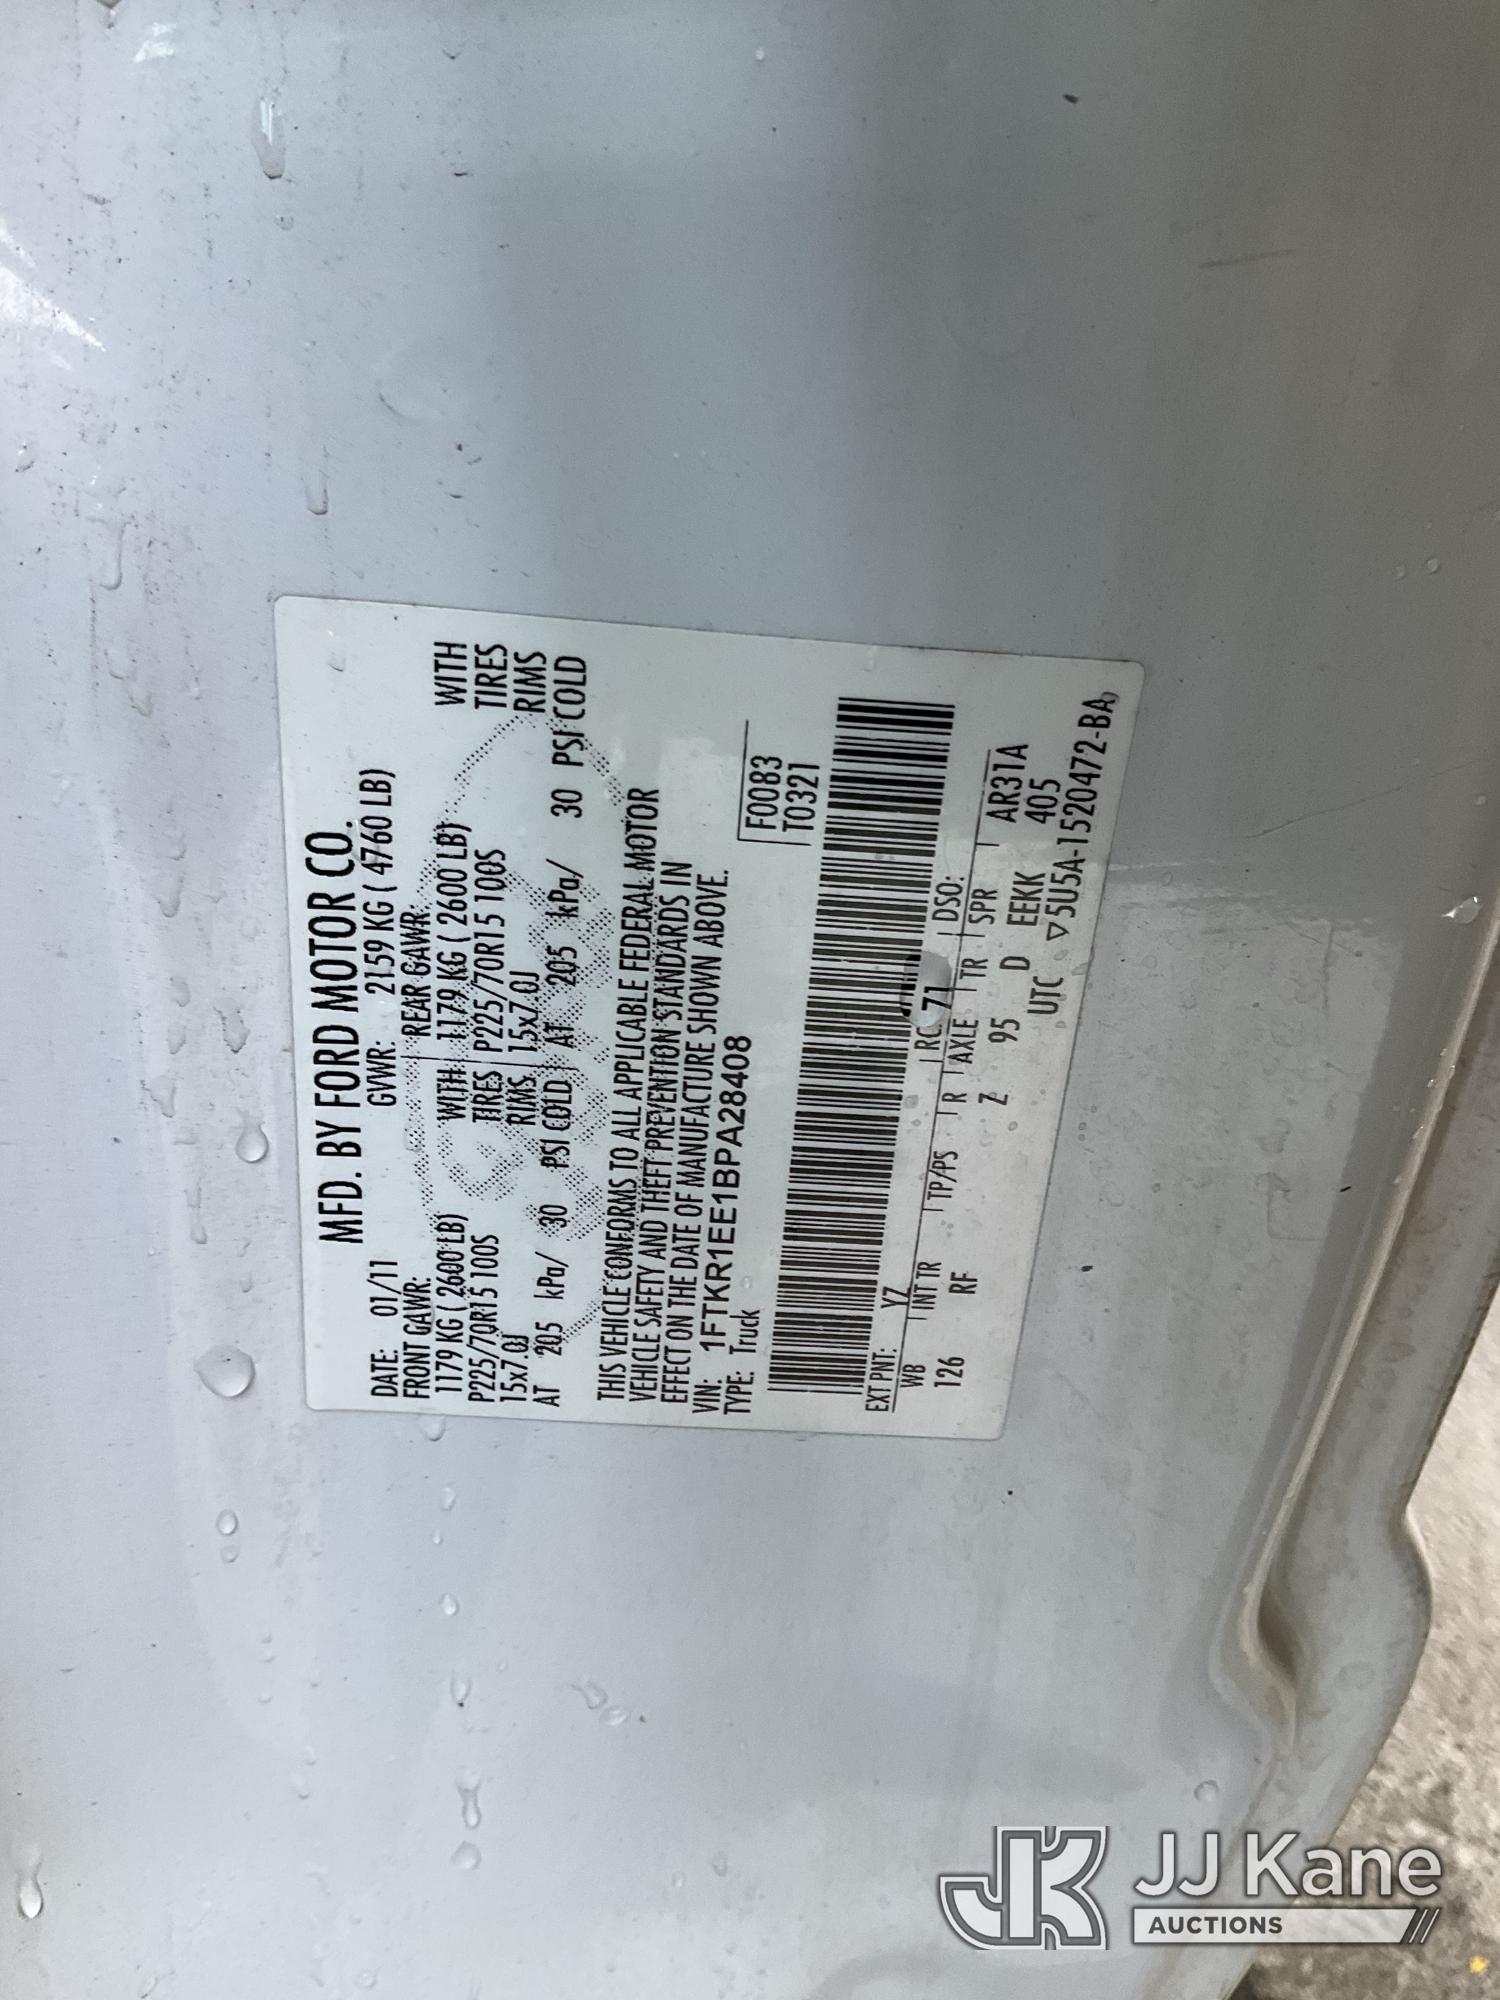 MFD. BY FORD MOTOR CO.
DATE: 01/11 GVWR: 2159 KG ( 4760 LB)
FRONT GAWR: REAR GAWR:
1179 KG ( 2600 LB) WITH 1179 KG ( 2600 LB) WITH
P225/70R15 100S TIRES P225/70R15 100S TIRES
15x7.0J RIMS 15x7.0J RIMS
AT 205 kPa/ 30 PSI COLD AT 205 kPa/ 30 PSI COLD
THIS VEHICLE CONFORMS TO ALL APPLICABLE FEDERAL MOTOR
VEHICLE SAFETY AND THEFT PREVENTION STANDARDS IN
EFFECT ON THE DATE OF MANUFACTURE SHOWN ABOVE.
VIN: 1FTKR1EE1BPA28408
TYPE: Truck
F0083
T0321
EXT PNT: YZ RC: 71 DSO:
WB INT TR TP/PS R AXLE TR SPR AR31A
126 RF Z 95 D EEKK 405
UTC ▽5U5A-1520472-BA
JJ Kane
AUCTIONS